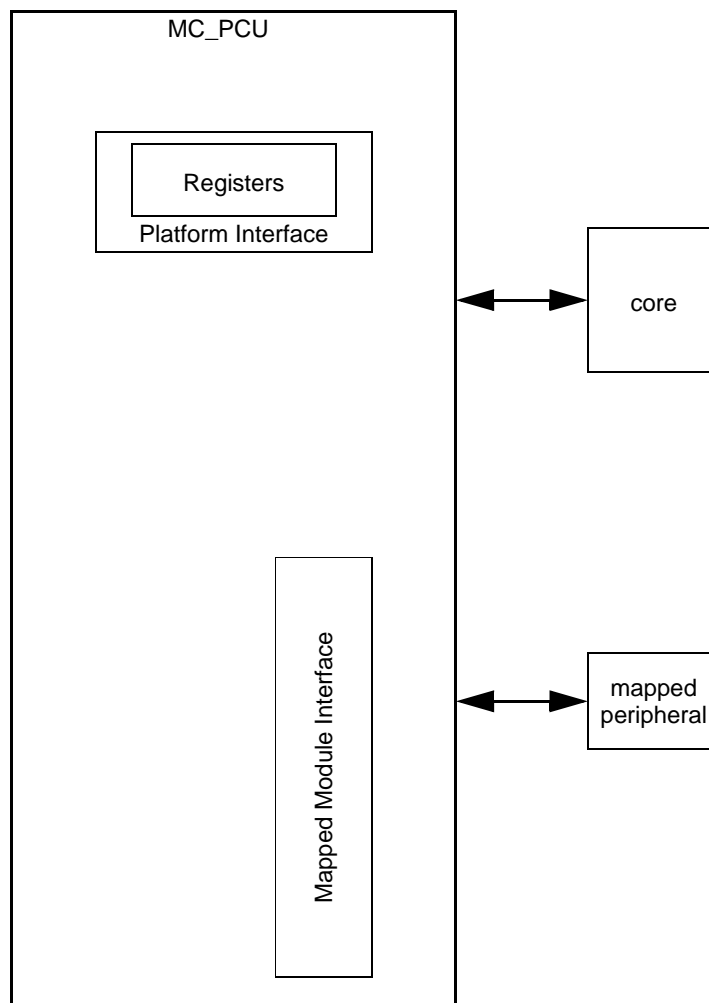 MC_PCU
Registers
Platform Interface
core
Mapped Module Interface
mapped
peripheral